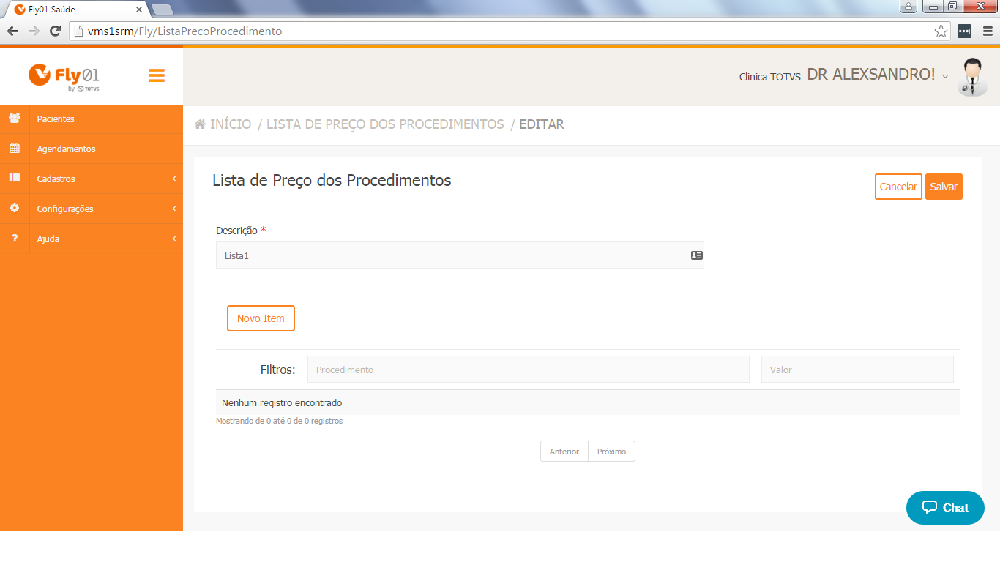 Fly01 Saúde
vms1srm/Fly/ListaPrecoProcedimento
Fly01
by TOTVS
Clinica TOTVS DR ALEXSANDRO!
Pacientes
Agendamentos
Cadastros
Configurações
Ajuda
INÍCIO / LISTA DE PREÇO DOS PROCEDIMENTOS / EDITAR
Lista de Preço dos Procedimentos
Cancelar Salvar
Descrição *
Lista1
Novo Item
Filtros: Procedimento Valor
Nenhum registro encontrado
Mostrando de 0 até 0 de 0 registros
Anterior Próximo
Chat